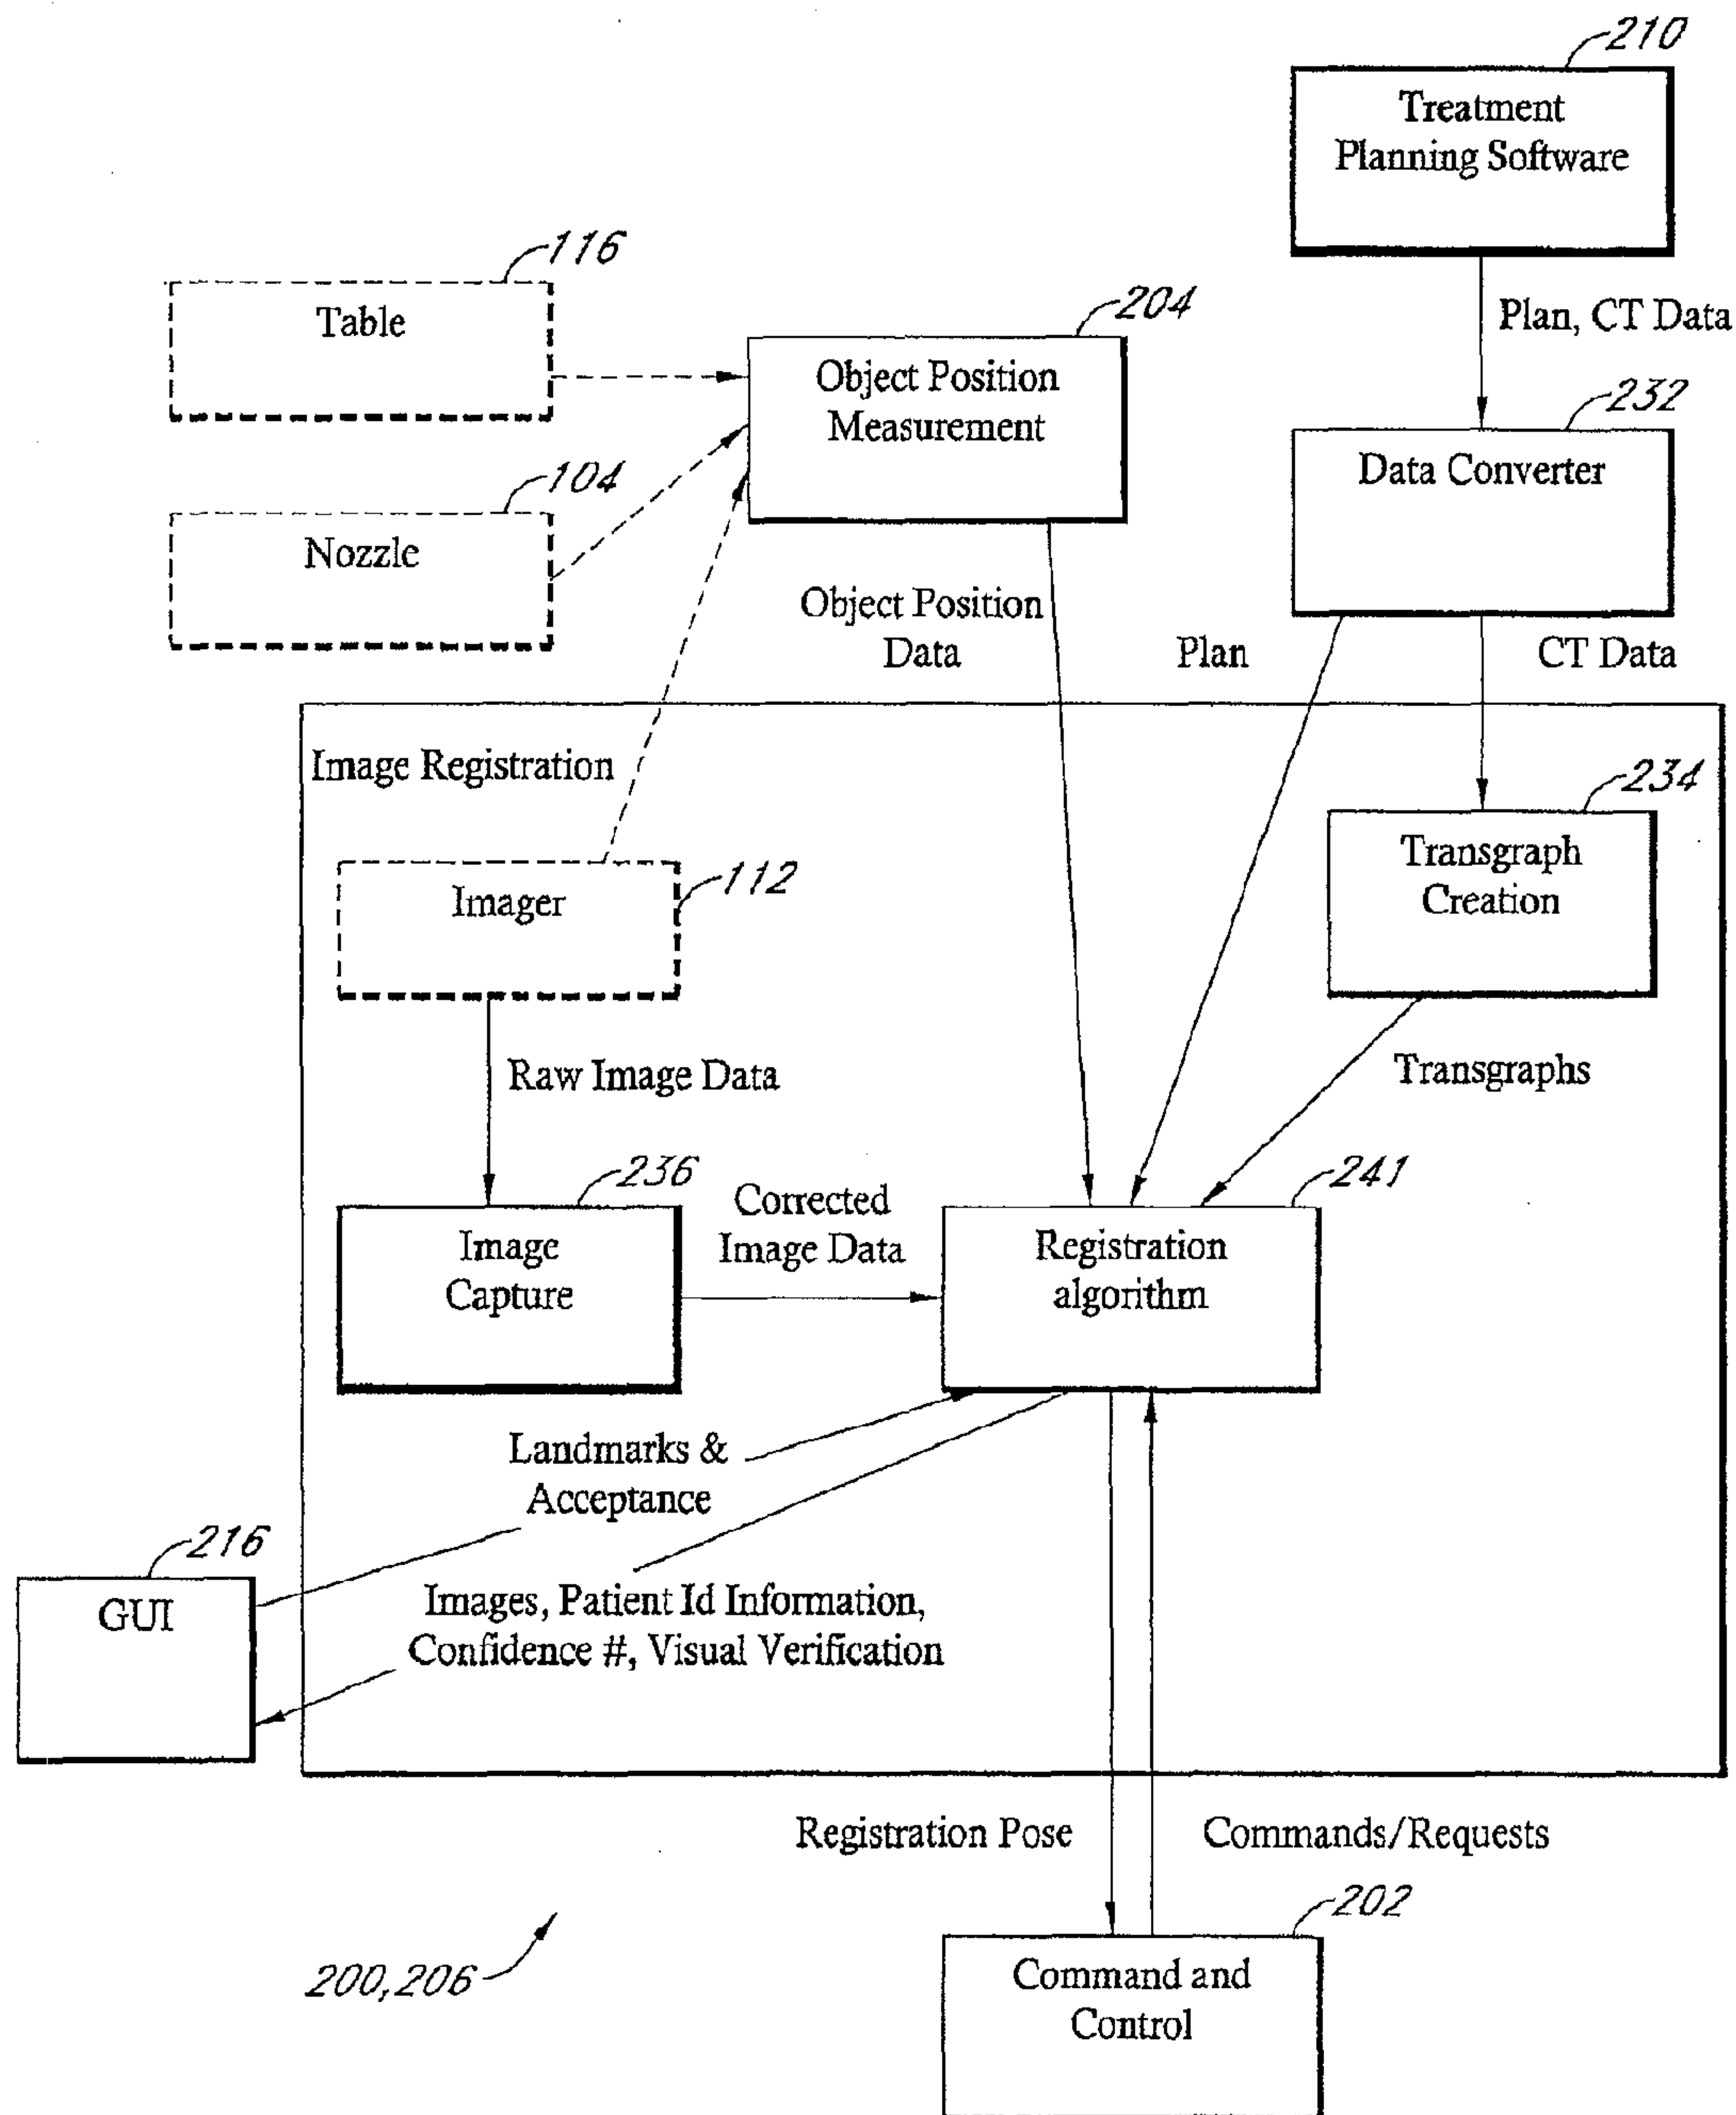 210
Treatment
Planning Software
116
Table
204
Object Position
Measurement
Plan, CT Data
232
Data Converter
104
Nozzle
Object Position
Data
Plan
CT Data
Image Registration
234
Transgraph
Creation
112
Imager
Raw Image Data
Transgraphs
236
Image
Capture
Corrected
Image Data
241
Registration
algorithm
Landmarks &
Acceptance
216
GUI
Images, Patient Id Information,
Confidence #, Visual Verification
Registration Pose
Commands/Requests
202
Command and
Control
200,206